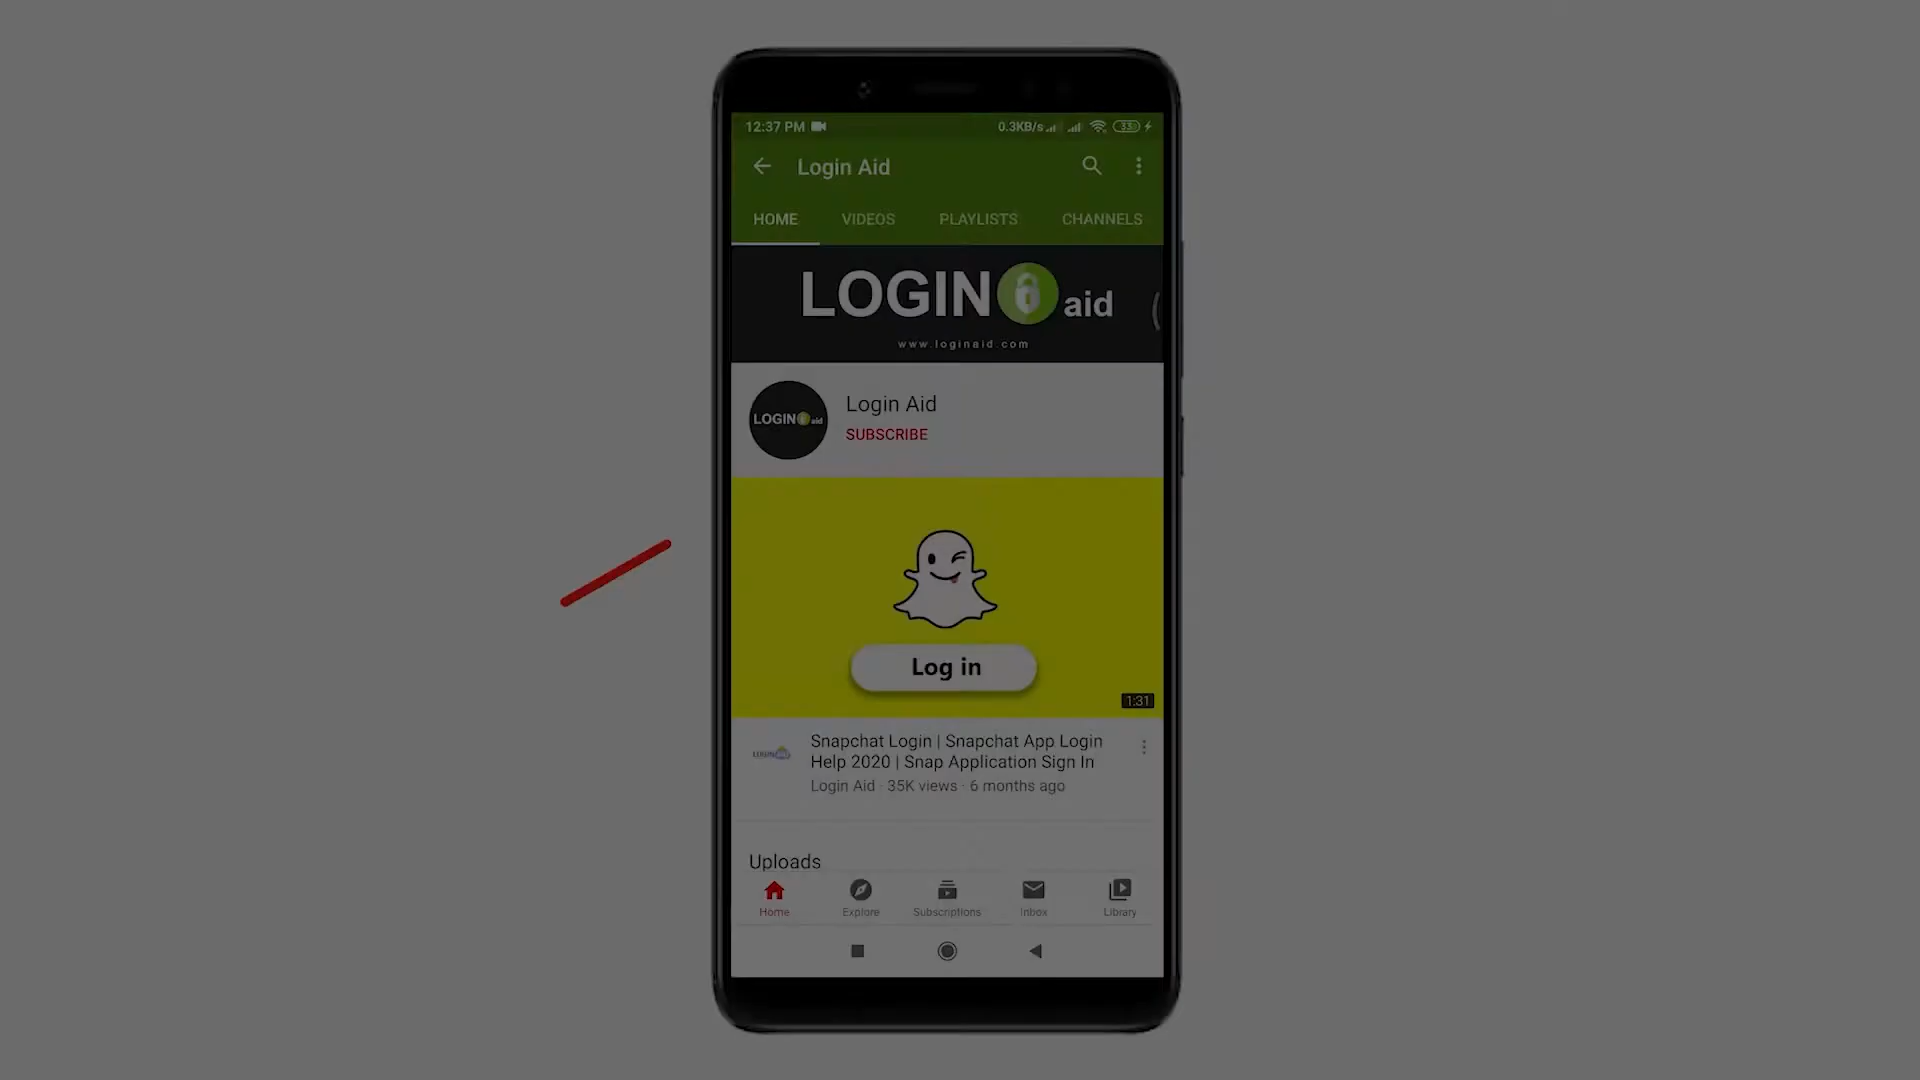 12:37 PM 0.3KB/s 33
Login Aid
HOME VIDEOS PLAYLISTS CHANNELS
LOGIN aid
www.loginaid.com
LOGIN aid
Login Aid
SUBSCRIBE
Log in
1:31
Snapchat Login | Snapchat App Login
Help 2020 | Snap Application Sign In
Login Aid · 35K views · 6 months ago
Uploads
Home Explore Subscriptions Inbox Library